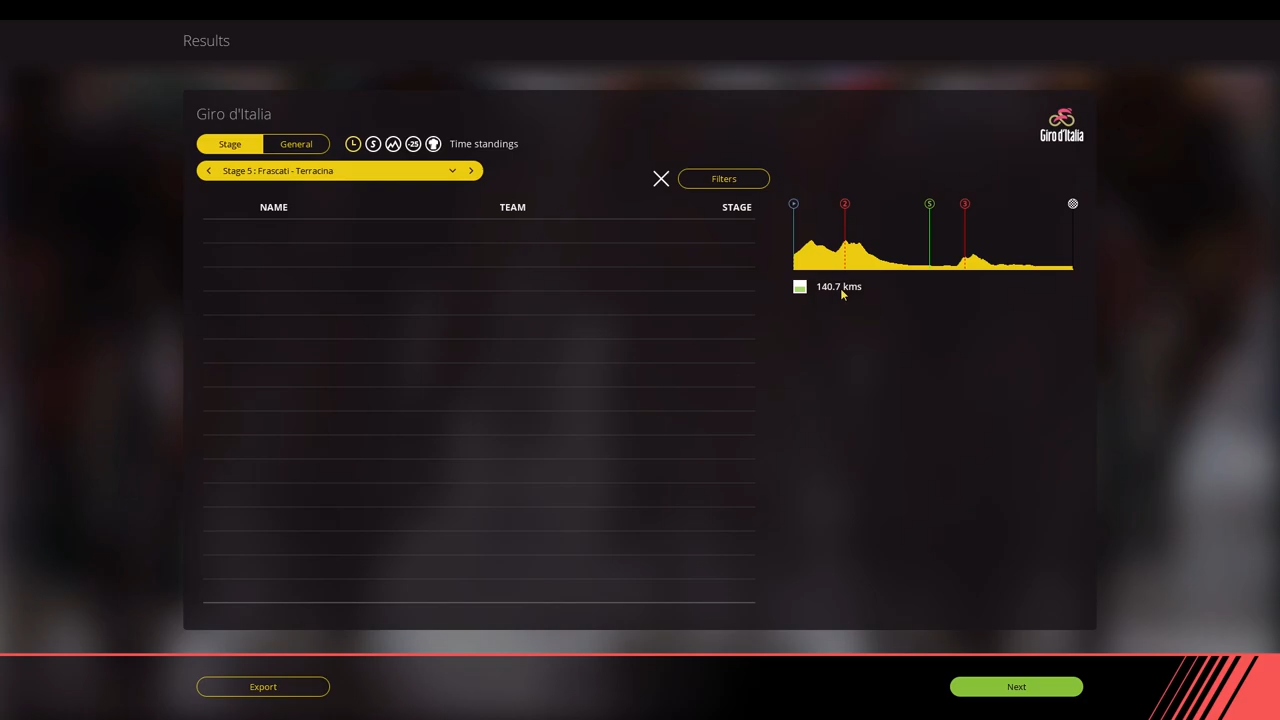 Results
Giro d'Italia
Giro d'Italia
Stage General S -25 Time standings
Stage 5 : Frascati - Terracina
Filters
NAME TEAM STAGE
2 S 3
140.7 kms
Export Next